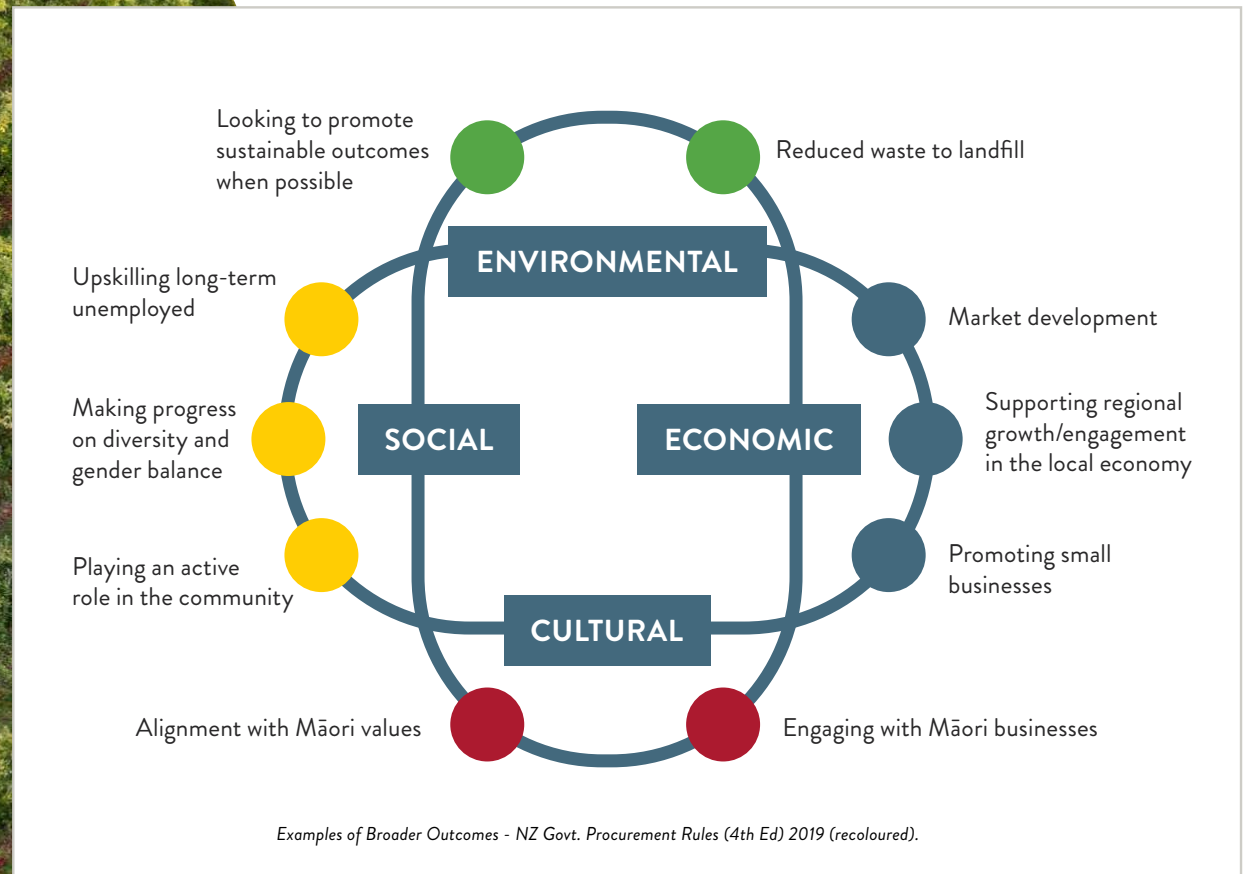 Looking to promote
sustainable outcomes
when possible
Reduced waste to landfill
ENVIRONMENTAL
Upskilling long-term
unemployed
Market development
Making progress
on diversity and
gender balance
SOCIAL
ECONOMIC
Supporting regional
growth/engagement
in the local economy
Playing an active
role in the community
Promoting small
businesses
CULTURAL
Alignment with Māori values
Engaging with Māori businesses
Examples of Broader Outcomes - NZ Govt. Procurement Rules (4th Ed) 2019 (recoloured).